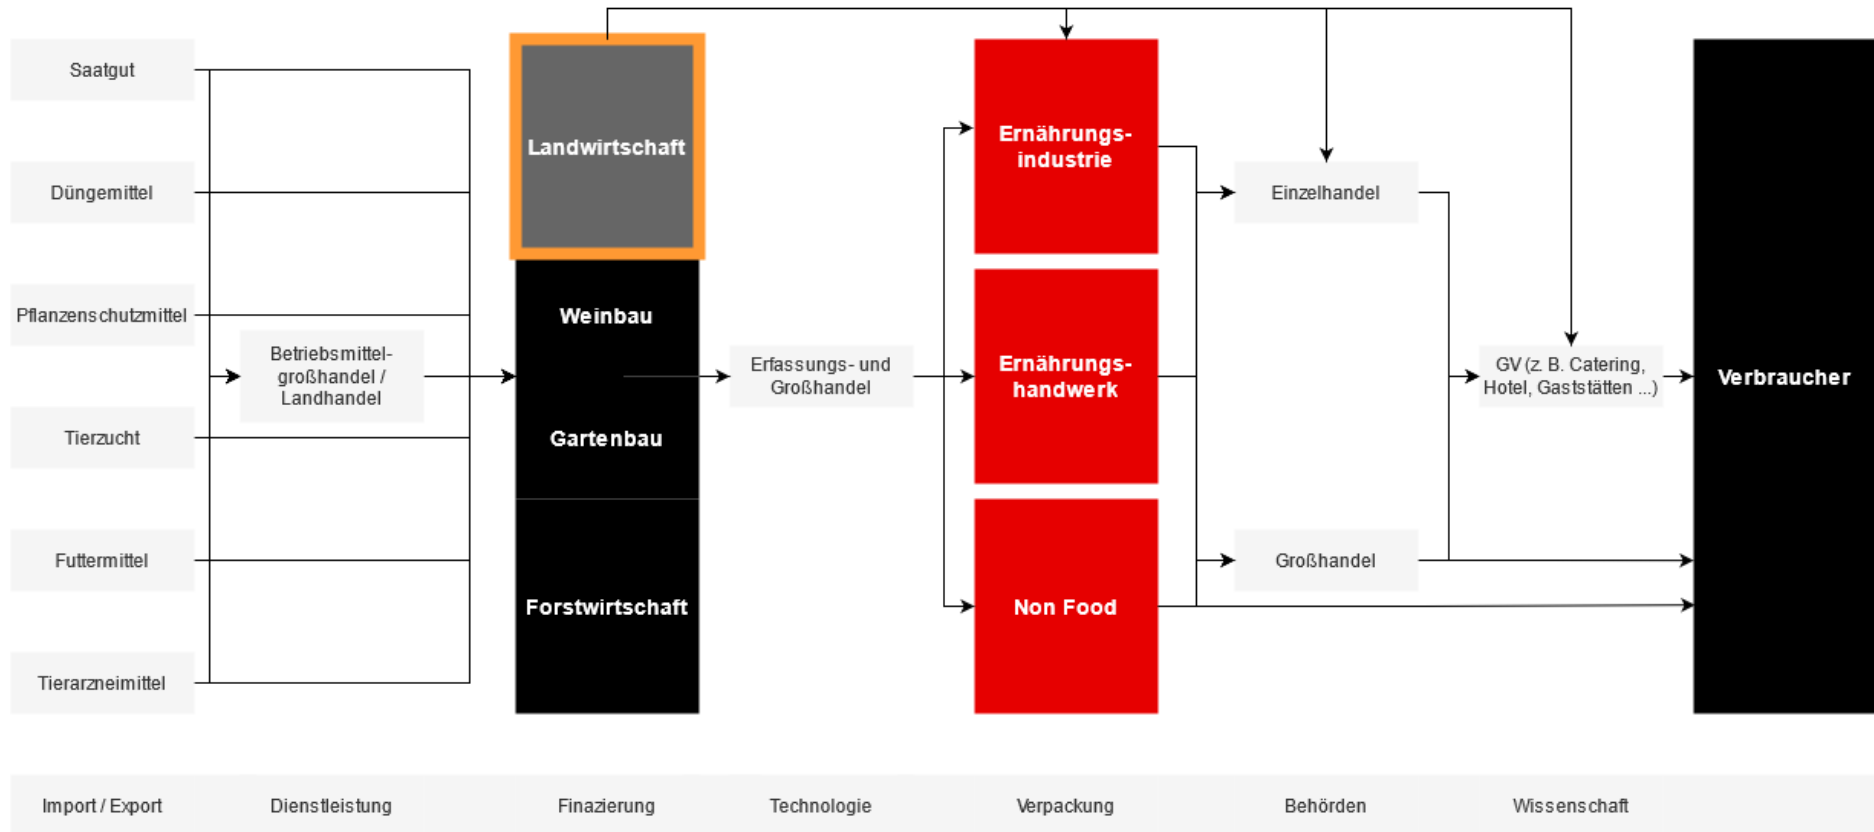 Saatgut
Düngemittel
Pflanzenschutzmittel
Tierzucht
Futtermittel
Tierarzneimittel
Betriebsmittel-
großhandel /
Landhandel
Landwirtschaft
Weinbau
Gartenbau
Forstwirtschaft
Erfassungs- und
Großhandel
Ernährungs-
industrie
Ernährungs-
handwerk
Non Food
Einzelhandel
Großhandel
GV (z. B. Catering,
Hotel, Gaststätten ...)
Verbraucher
Import / Export
Dienstleistung
Finazierung
Technologie
Verpackung
Behörden
Wissenschaft